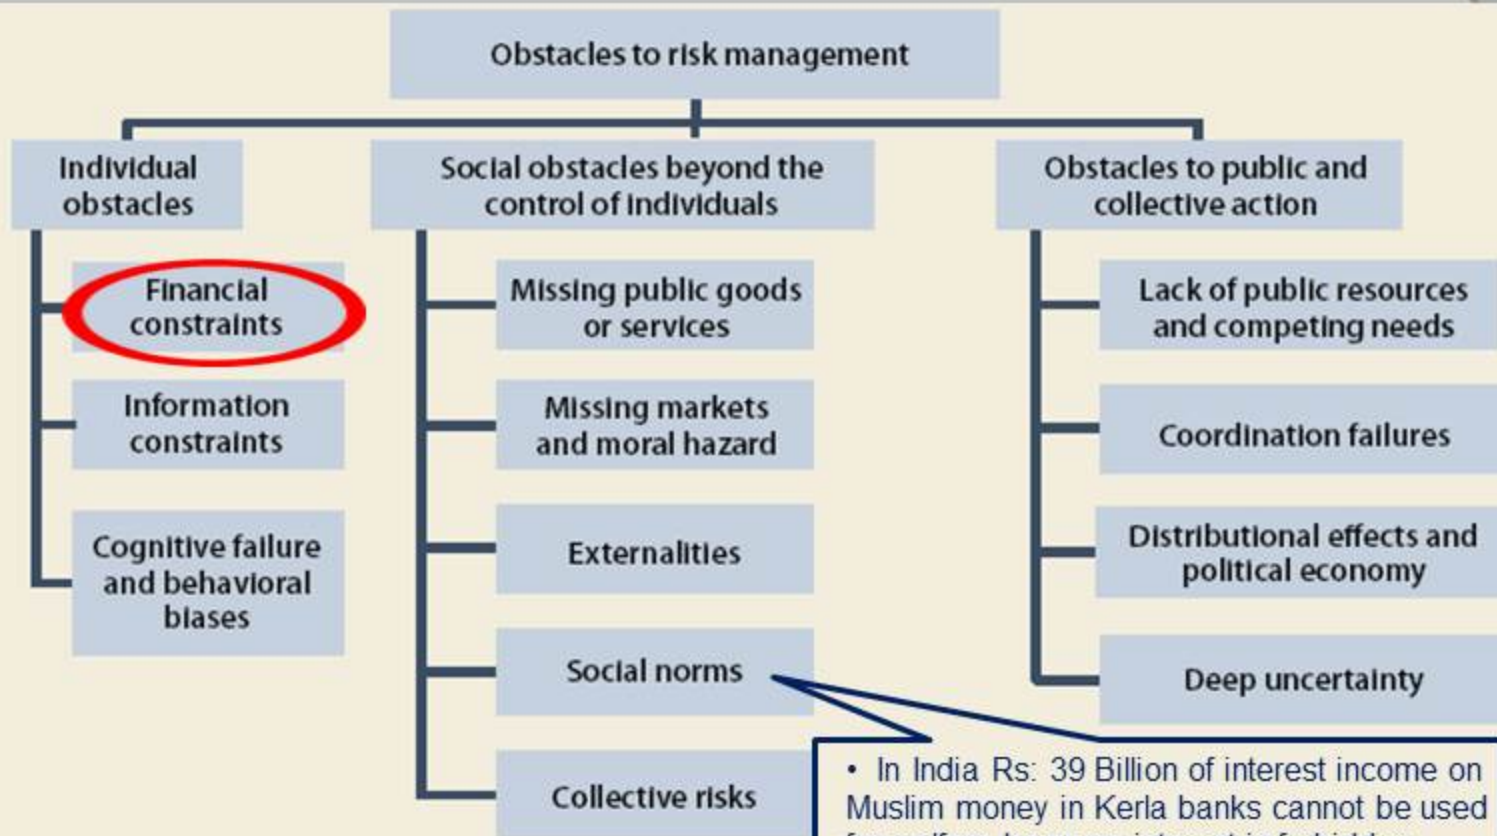 Obstacles to risk management
Individual
obstacles
Financial
constraints
Information
constraints
Cognitive failure
and behavioral
biases
Social obstacles beyond the
control of individuals
Missing public goods
or services
Missing markets
and moral hazard
Externalities
Social norms
Collective risks
Obstacles to public and
collective action
Lack of public resources
and competing needs
Coordination failures
Distributional effects and
political economy
Deep uncertainty
• In India Rs: 39 Billion of interest income on
Muslim money in Kerla banks cannot be used